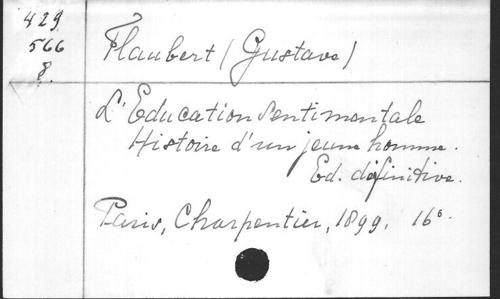 429
566
8.
Flaubert (Gustave)
L'Education Sentimentale
Histoire d'un jeune homme.
Ed. définitive.
Paris, Charpentier, 1899. 16°.